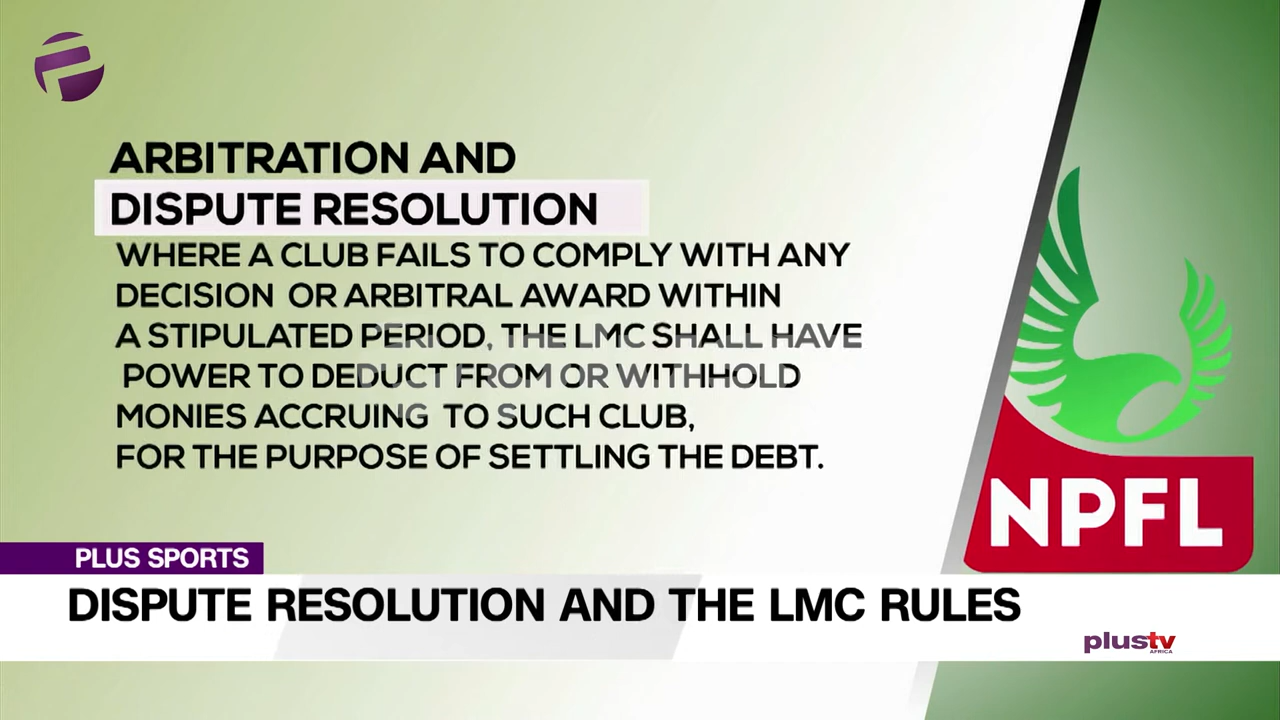 ARBITRATION AND
DISPUTE RESOLUTION
WHERE A CLUB FAILS TO COMPLY WITH ANY
DECISION OR ARBITRAL AWARD WITHIN
A STIPULATED PERIOD, THE LMC SHALL HAVE
POWER TO DEDUCT FROM OR WITHHOLD
MONIES ACCRUING TO SUCH CLUB,
FOR THE PURPOSE OF SETTLING THE DEBT.
NPFL
PLUS SPORTS
DISPUTE RESOLUTION AND THE LMC RULES
plustv
AFRICA